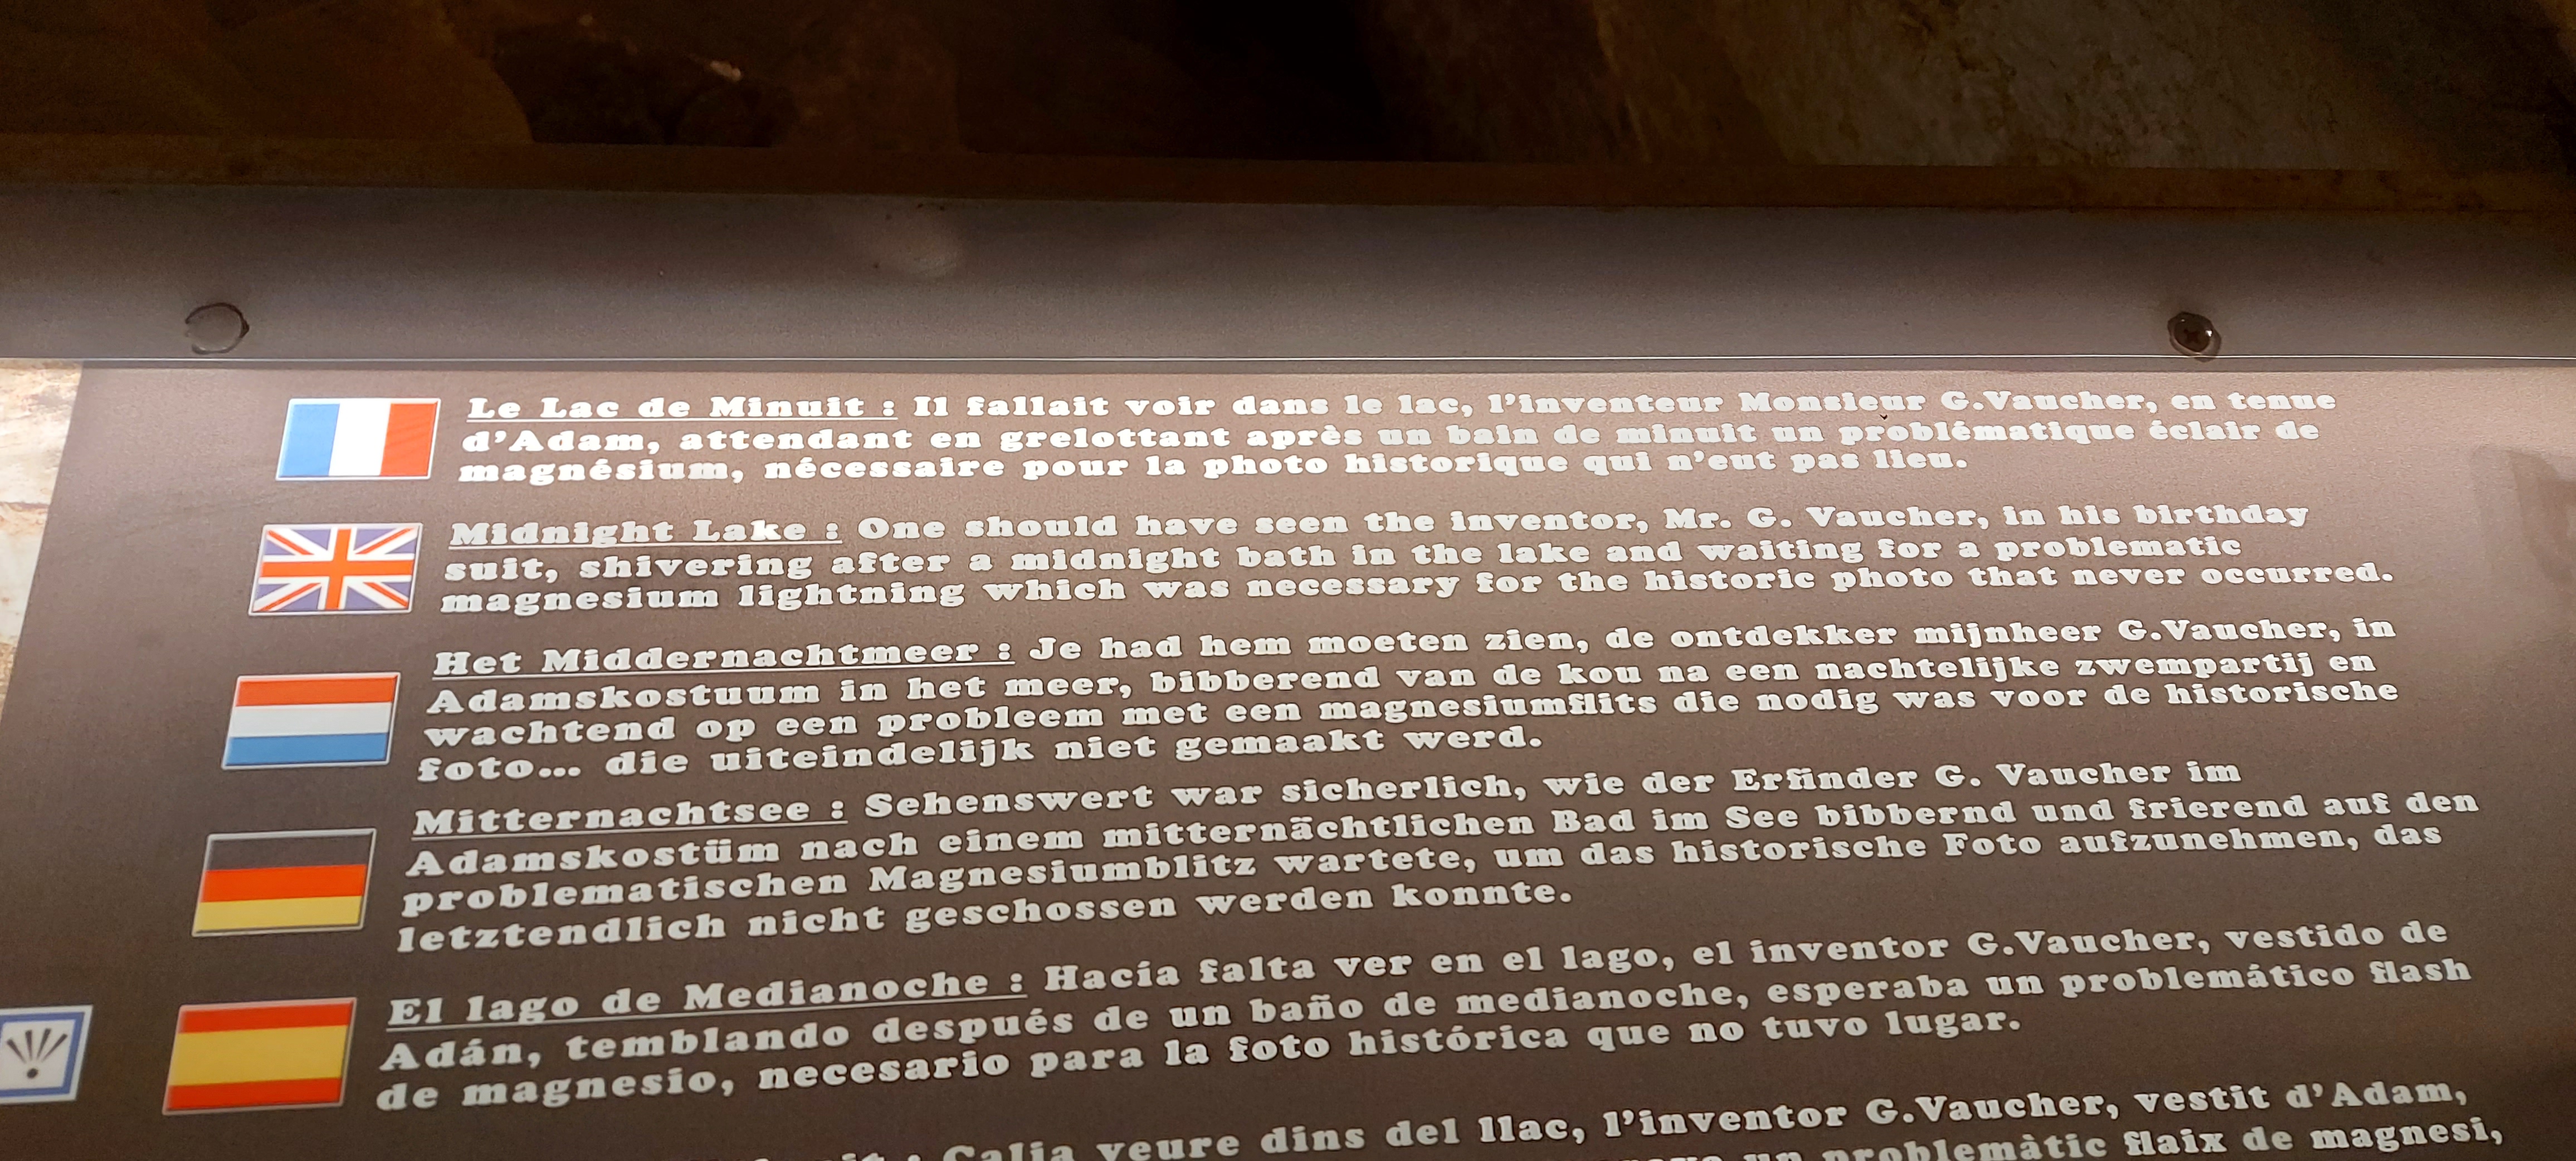 Le Lac de Minuit : Il fallait voir dans le lac, l'inventeur Monsieur G.Vaucher, en tenue
d'Adam, attendant en grelottant après un bain de minuit un problématique éclair de
magnésium, nécessaire pour la photo historique qui n'eut pas lieu.
Midnight Lake : One should have seen the inventor, Mr. G. Vaucher, in his birthday
suit, shivering after a midnight bath in the lake and waiting for a problematic
magnesium lightning which was necessary for the historic photo that never occurred.
Het Middernachtmeer : Je had hem moeten zien, de ontdekker mijnheer G.Vaucher, in
Adamskostuum in het meer, bibberend van de kou na een nachtelijke zwempartij en
wachtend op een probleem met een magnesiumflits die nodig was voor de historische
foto... die uiteindelijk niet gemaakt werd.
Mitternachtsee : Sehenswert war sicherlich, wie der Erfinder G. Vaucher im
Adamskostüm nach einem mitternächtlichen Bad im See bibbernd und frierend auf den
problematischen Magnesiumblitz wartete, um das historische Foto aufzunehmen, das
letztendlich nicht geschossen werden konnte.
El lago de Medianoche : Hacía falta ver en el lago, el inventor G.Vaucher, vestido de
Adán, temblando después de un baño de medianoche, esperaba un problemático flash
de magnesio, necesario para la foto histórica que no tuvo lugar.
: Calia veure dins del llac, l'inventor G.Vaucher, vestit d'Adam,
un problemàtic flaix de magnesi,